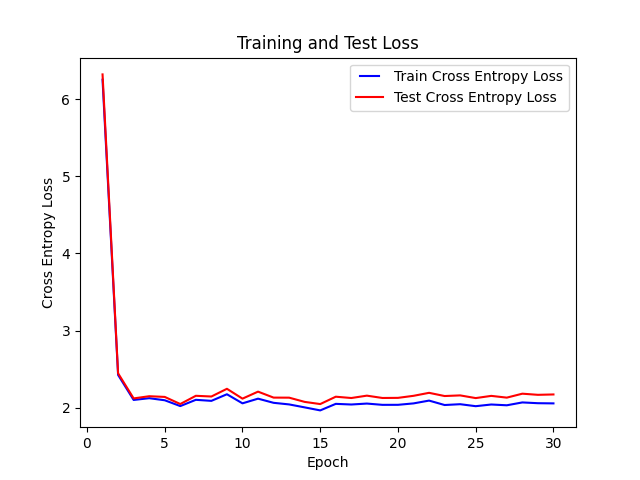 Training and Test Loss
Train Cross Entropy Loss
Test Cross Entropy Loss
6
5
4
3
2
Cross Entropy Loss
0 5 10 15 20 25 30
Epoch